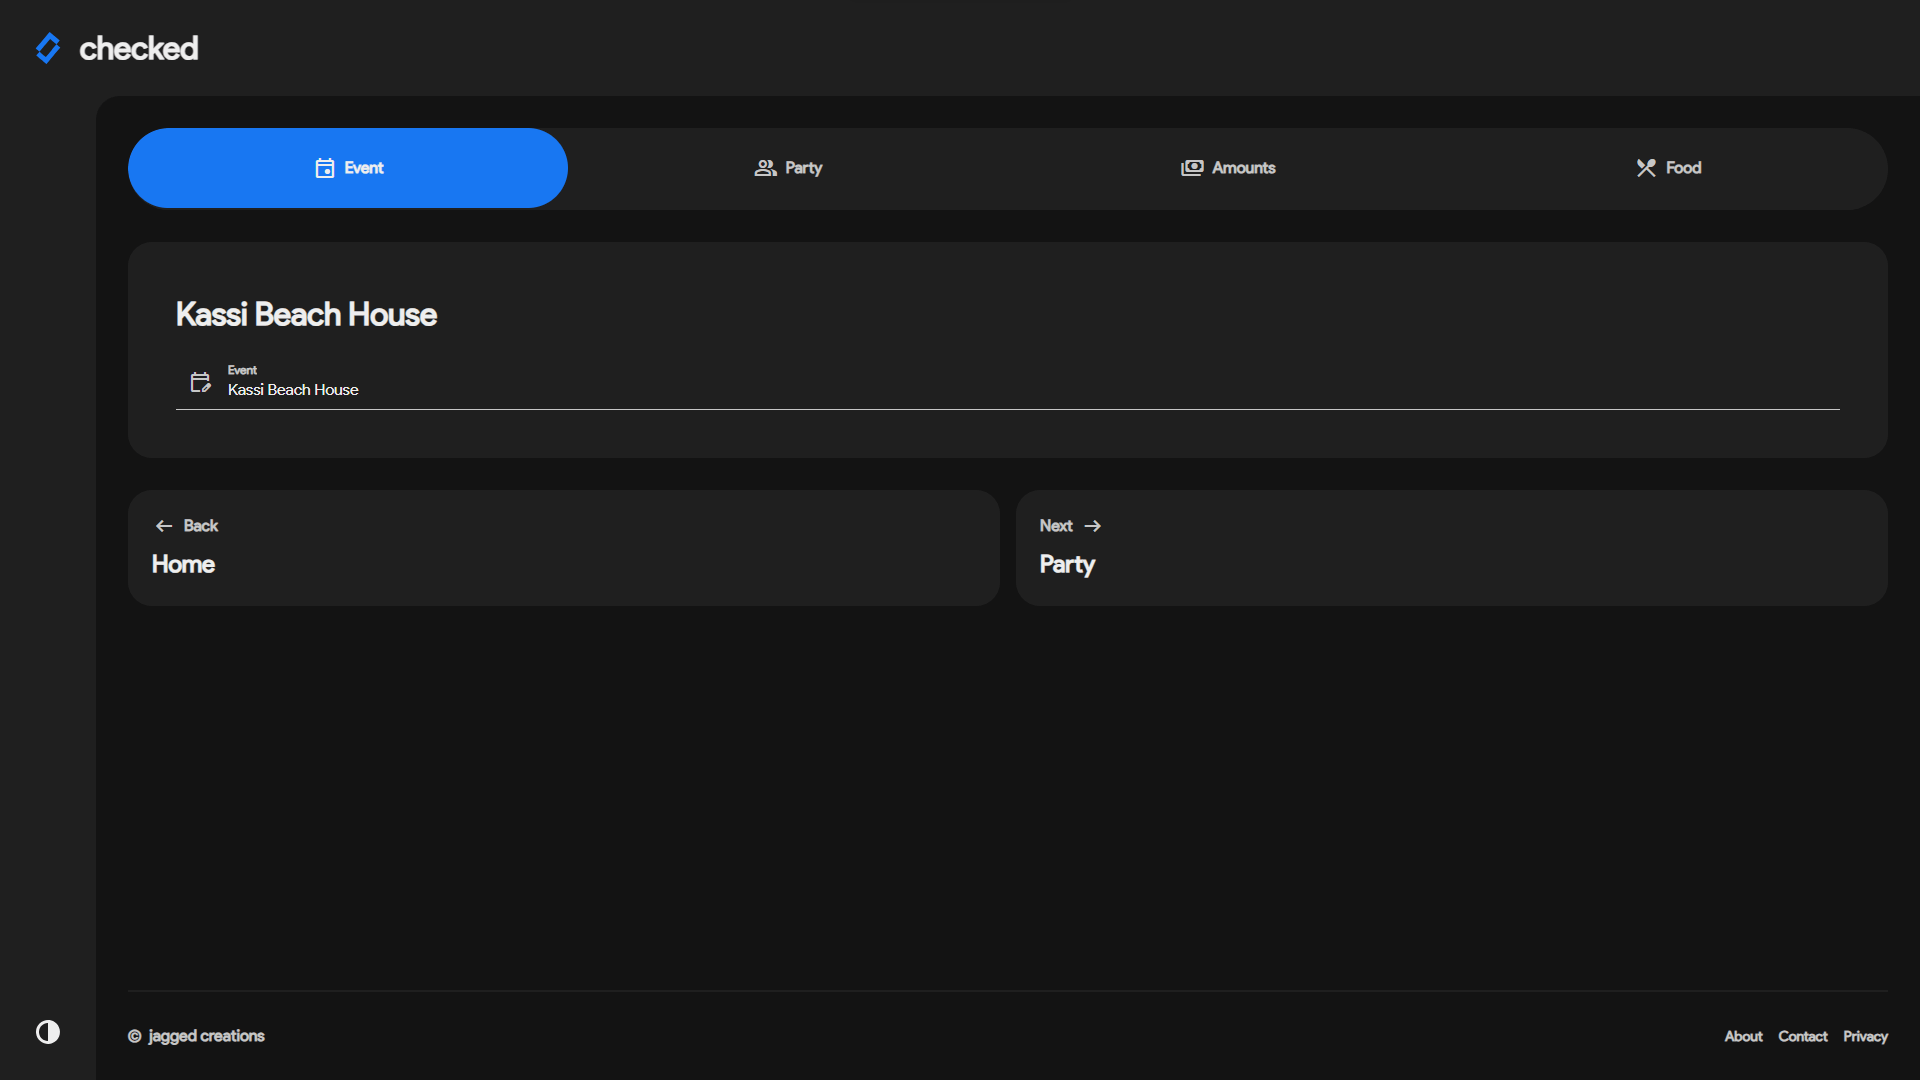 checked
Event
Party
Amounts
Food
Kassi Beach House
Event
Kassi Beach House
Back
Home
Next
Party
© jagged creations
About Contact Privacy